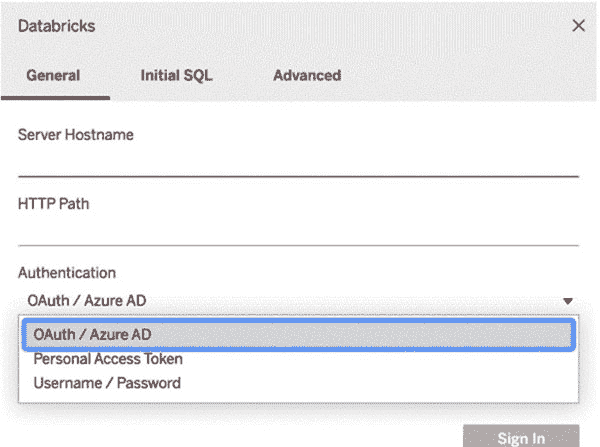 Databricks
General Initial SQL Advanced
Server Hostname
HTTP Path
Authentication
OAuth / Azure AD
OAuth / Azure AD
Personal Access Token
Username / Password
Sign In